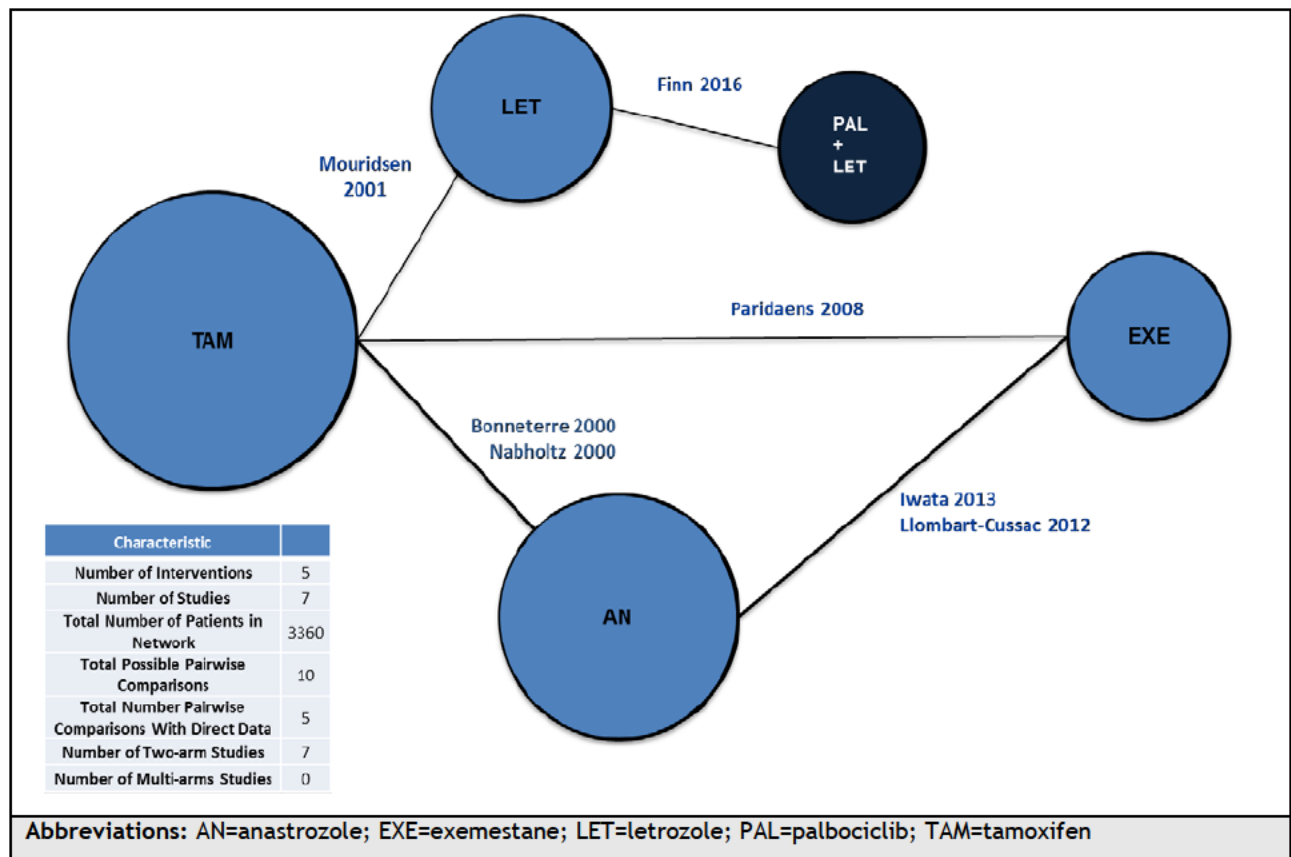 LET
Finn 2016
PAL
+
LET
Mouridsen
2001
TAM
Paridaens 2008
EXE
Bonneterre 2000
Nabholtz 2000
Iwata 2013
Llombart-Cussac 2012
AN
Characteristic
Number of Interventions 5
Number of Studies 7
Total Number of Patients in
Network 3360
Total Possible Pairwise
Comparisons 10
Total Number Pairwise
Comparisons With Direct Data 5
Number of Two-arm Studies 7
Number of Multi-arms Studies 0
Abbreviations: AN=anastrozole; EXE=exemestane; LET=letrozole; PAL=palbociclib; TAM=tamoxifen